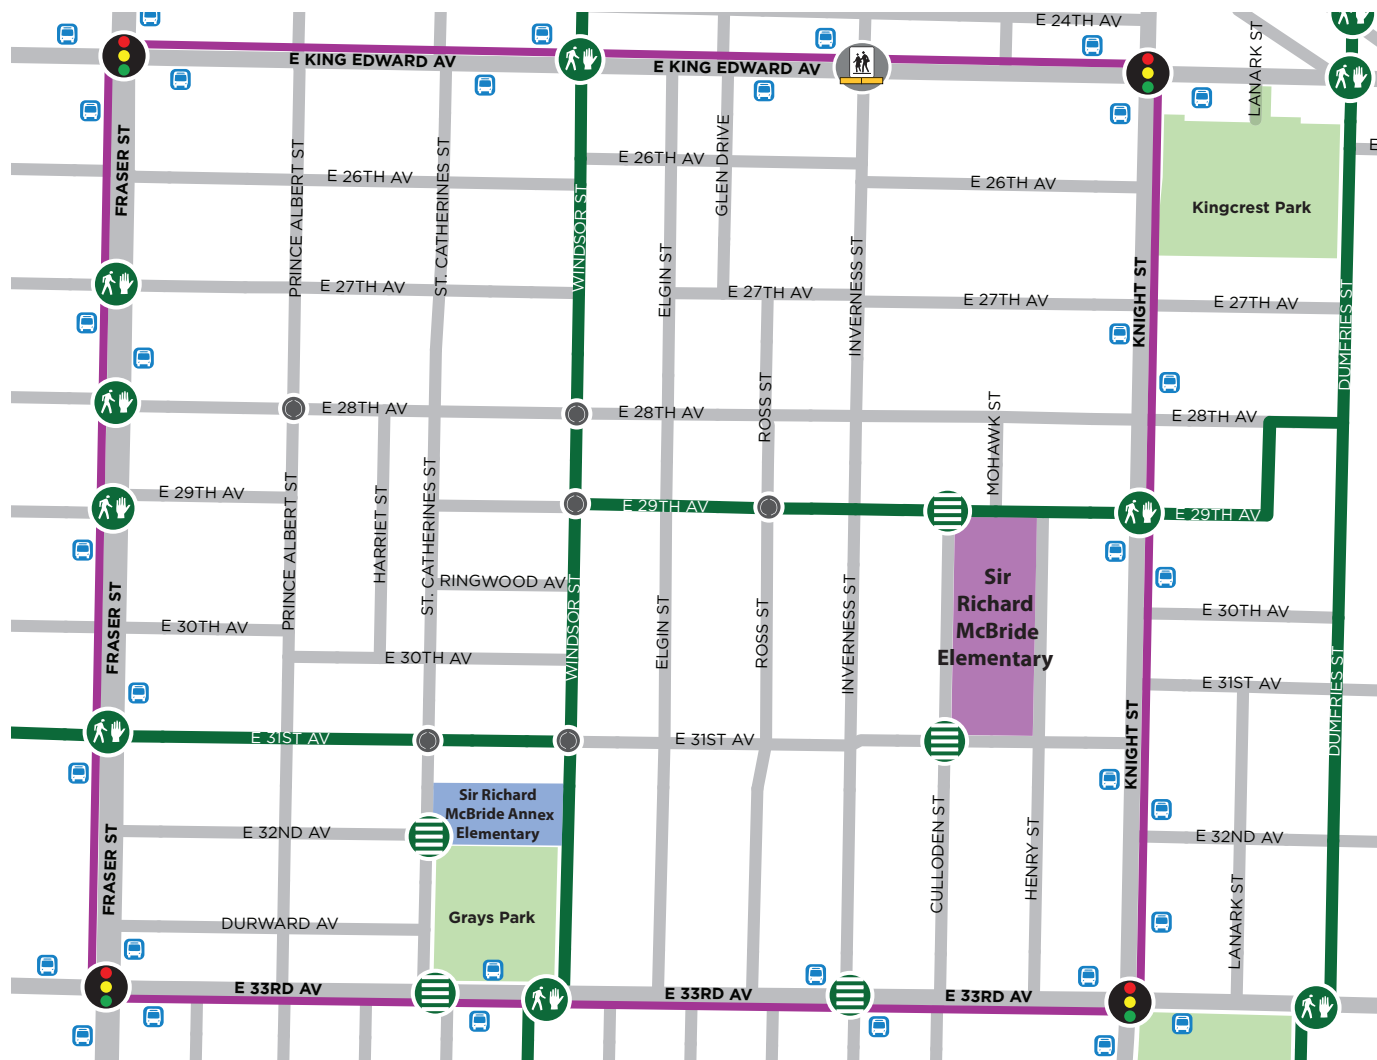 E 24TH AV
LANARK ST
E KING EDWARD AV
E KING EDWARD AV
FRASER ST
PRINCE ALBERT ST
ST. CATHERINES ST
WINDSOR ST
GLEN DRIVE
E 26TH AV
E 26TH AV
E 26TH AV
E
Kingcrest Park
ELGIN ST
INVERNESS ST
KNIGHT ST
DUMFRIES ST
E 27TH AV
E 27TH AV
E 27TH AV
E 27TH AV
ROSS ST
MOHAWK ST
E 28TH AV
E 28TH AV
E 28TH AV
PRINCE ALBERT ST
HARRIET ST
ST. CATHERINES ST
E 29TH AV
E 29TH AV
E 29TH AV
RINGWOOD AV
WINDSOR ST
FRASER ST
ELGIN ST
ROSS ST
INVERNESS ST
Sir
Richard
McBride
Elementary
E 30TH AV
E 30TH AV
E 30TH AV
E 31ST AV
DUMFRIES ST
KNIGHT ST
E 31ST AV
E 31ST AV
Sir Richard
McBride Annex
Elementary
E 32ND AV
E 32ND AV
FRASER ST
CULLODEN ST
HENRY ST
LANARK ST
DURWARD AV
Grays Park
E 33RD AV
E 33RD AV
E 33RD AV